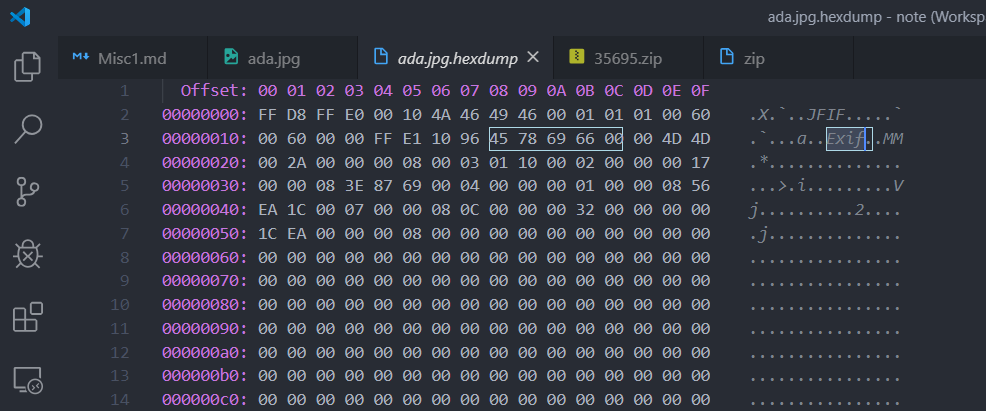 ada.jpg.hexdump - note (Worksp
Misc1.md ada.jpg ada.jpg.hexdump 35695.zip zip
1 Offset: 00 01 02 03 04 05 06 07 08 09 0A 0B 0C 0D 0E 0F
2 00000000: FF D8 FF E0 00 10 4A 46 49 46 00 01 01 01 00 60 .X.`..JFIF.....`
3 00000010: 00 60 00 00 FF E1 10 96 45 78 69 66 00 00 4D 4D .`...a..Exif..MM
4 00000020: 00 2A 00 00 00 08 00 03 01 10 00 02 00 00 00 17 .*..............
5 00000030: 00 00 08 3E 87 69 00 04 00 00 00 01 00 00 08 56 ...>.i.........V
6 00000040: EA 1C 00 07 00 00 08 0C 00 00 00 32 00 00 00 00 j..........2....
7 00000050: 1C EA 00 00 00 08 00 00 00 00 00 00 00 00 00 00 .j..............
8 00000060: 00 00 00 00 00 00 00 00 00 00 00 00 00 00 00 00 ................
9 00000070: 00 00 00 00 00 00 00 00 00 00 00 00 00 00 00 00 ................
10 00000080: 00 00 00 00 00 00 00 00 00 00 00 00 00 00 00 00 ................
11 00000090: 00 00 00 00 00 00 00 00 00 00 00 00 00 00 00 00 ................
12 000000a0: 00 00 00 00 00 00 00 00 00 00 00 00 00 00 00 00 ................
13 000000b0: 00 00 00 00 00 00 00 00 00 00 00 00 00 00 00 00 ................
14 000000c0: 00 00 00 00 00 00 00 00 00 00 00 00 00 00 00 00 ................